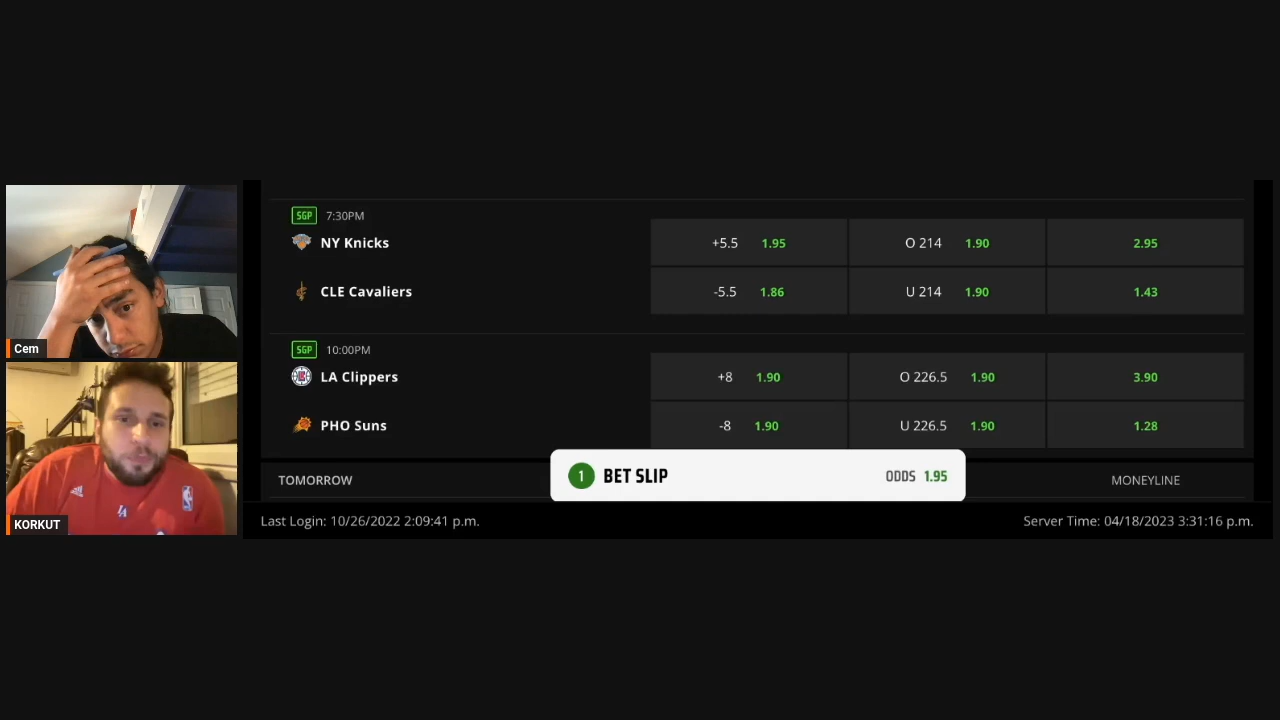 SGP 7:30PM
NY Knicks +5.5 1.95 O 214 1.90 2.95
CLE Cavaliers -5.5 1.86 U 214 1.90 1.43
SGP 10:00PM
LA Clippers +8 1.90 O 226.5 1.90 3.90
PHO Suns -8 1.90 U 226.5 1.90 1.28
TOMORROW 1 BET SLIP ODDS 1.95 MONEYLINE
Last Login: 10/26/2022 2:09:41 p.m. Server Time: 04/18/2023 3:31:16 p.m.
Cem
LA
KORKUT